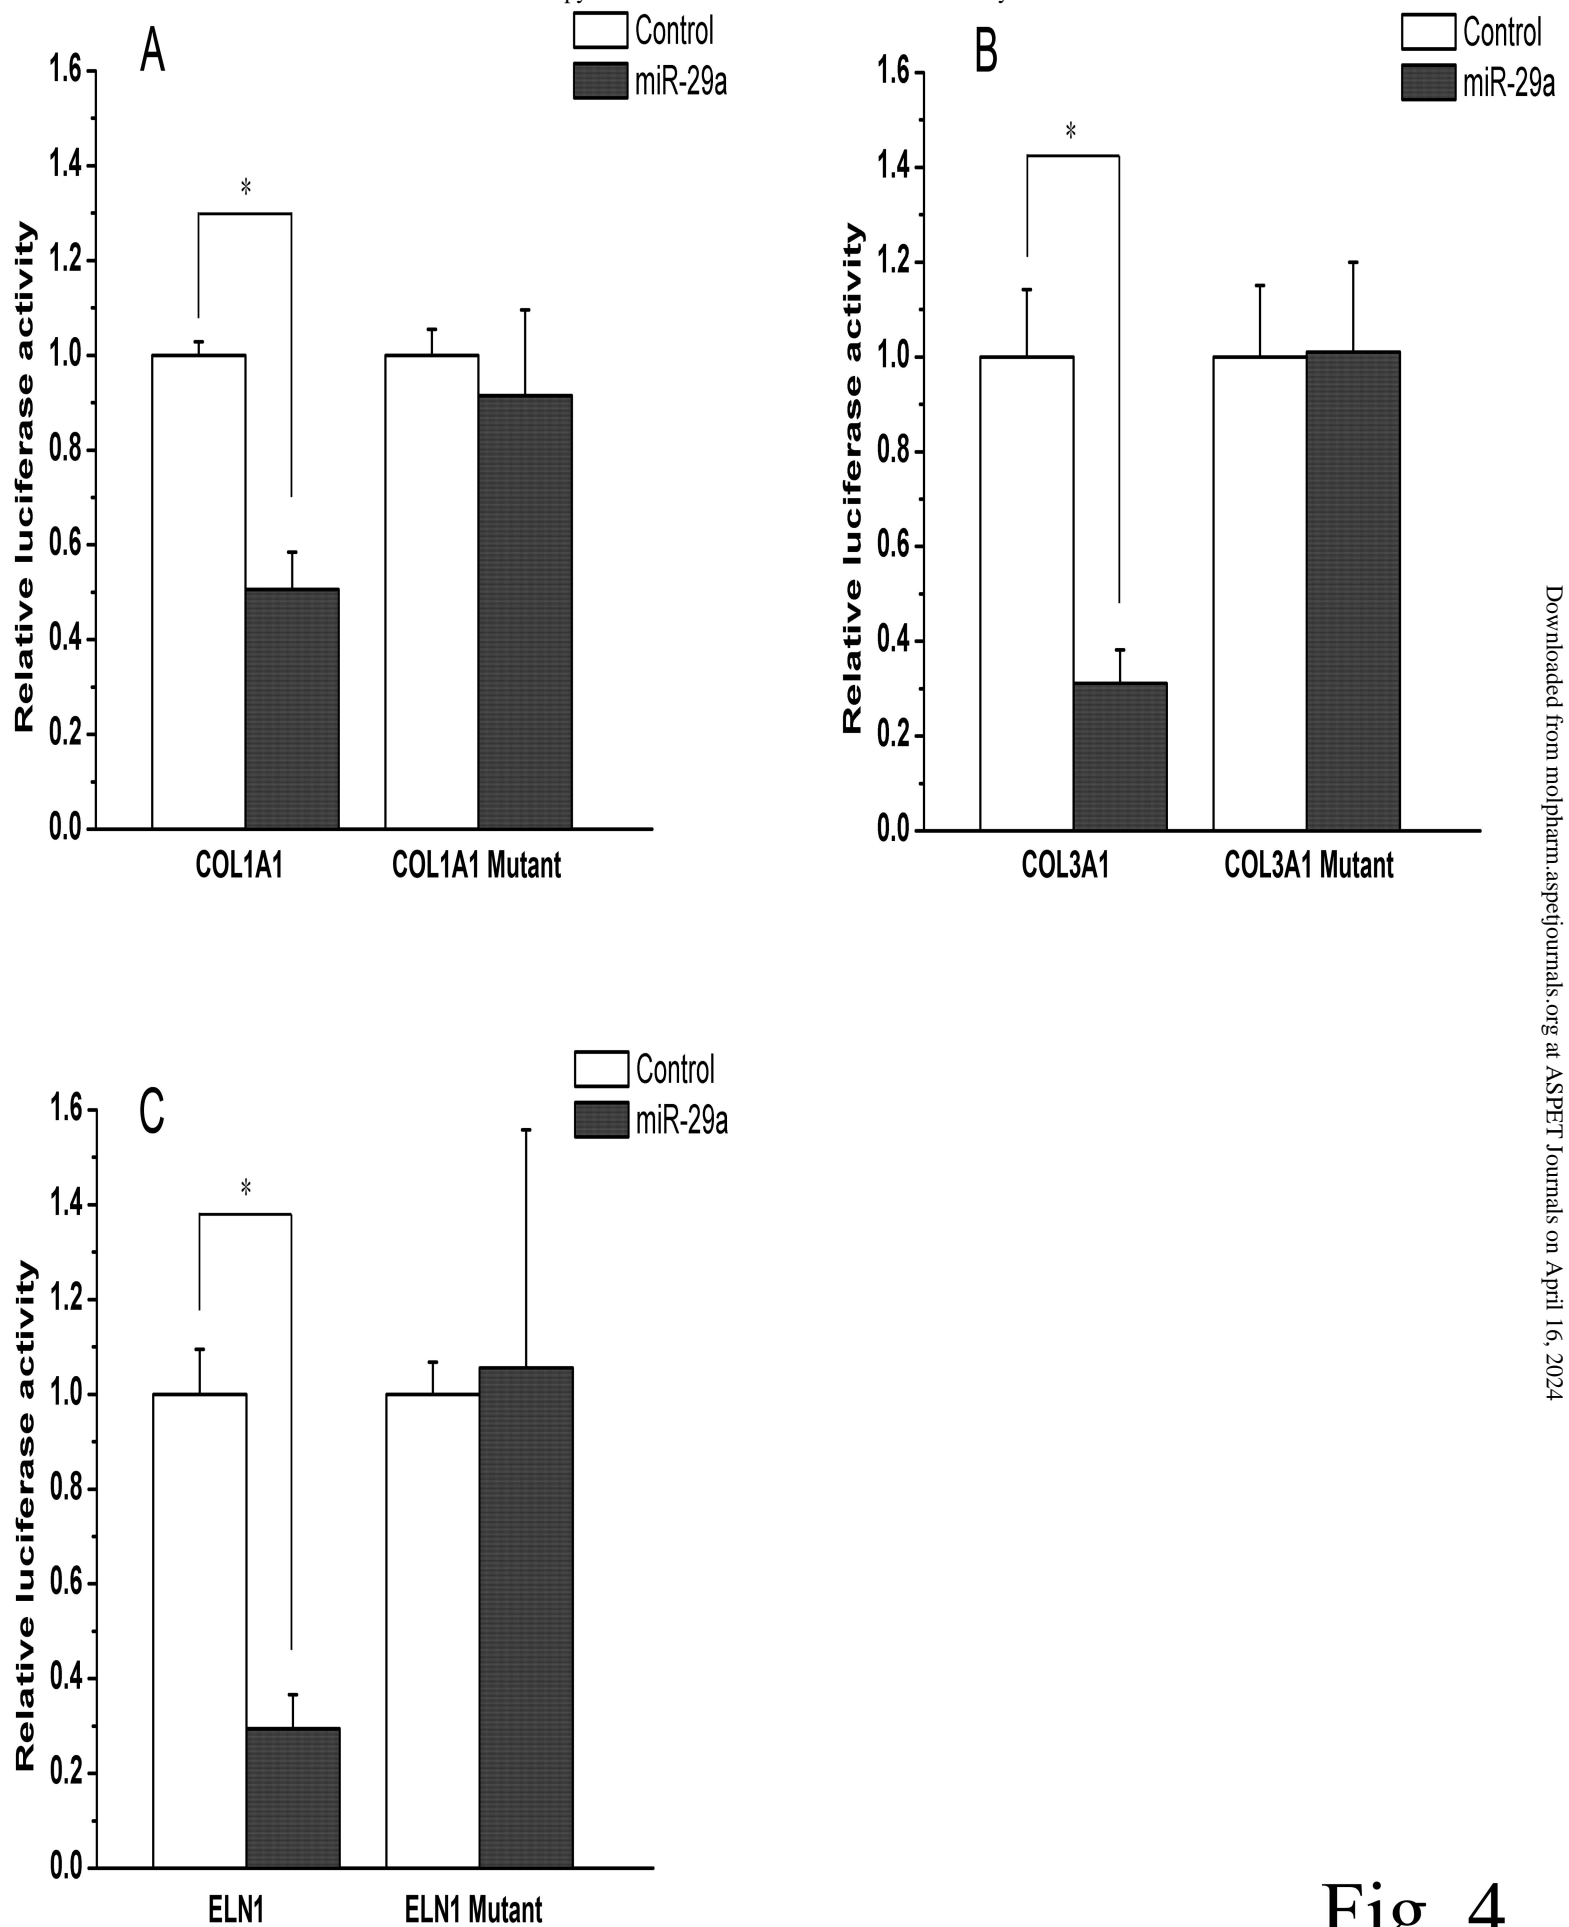 A
Control
miR-29a
1.6
1.4
1.2
1.0
0.8
0.6
0.4
0.2
0.0
Relative luciferase activity
*
COL1A1
COL1A1 Mutant
B
Control
miR-29a
1.6
1.4
1.2
1.0
0.8
0.6
0.4
0.2
0.0
Relative luciferase activity
*
COL3A1
COL3A1 Mutant
C
Control
miR-29a
1.6
1.4
1.2
1.0
0.8
0.6
0.4
0.2
0.0
Relative luciferase activity
*
ELN1
ELN1 Mutant
Downloaded from molpharm.aspetjournals.org at ASPET Journals on April 16, 2024
Fig. 4